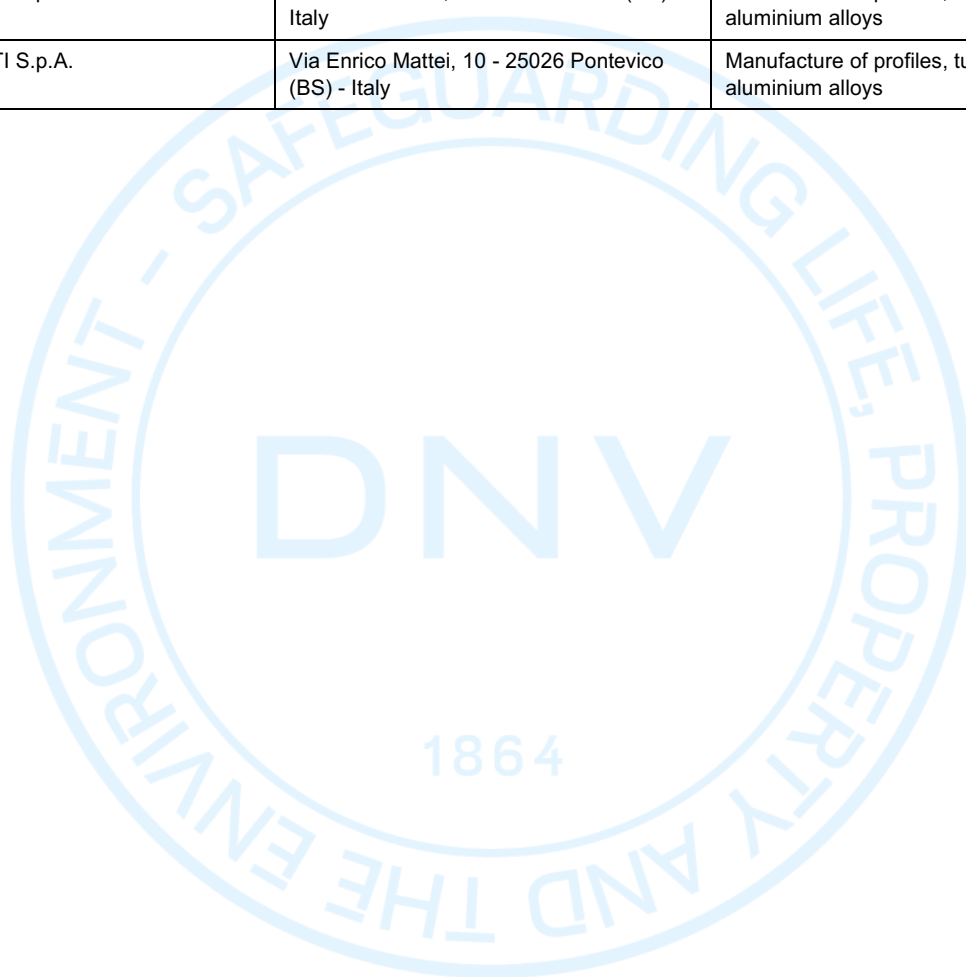 Italy
aluminium alloys
TI S.p.A.
Via Enrico Mattei, 10 - 25026 Pontevico
Manufacture of profiles,
(BS) - Italy
aluminium alloys
SAFEGUARDING LIFE, PROPERTY AND THE ENVIRONMENT -
DNV
1864